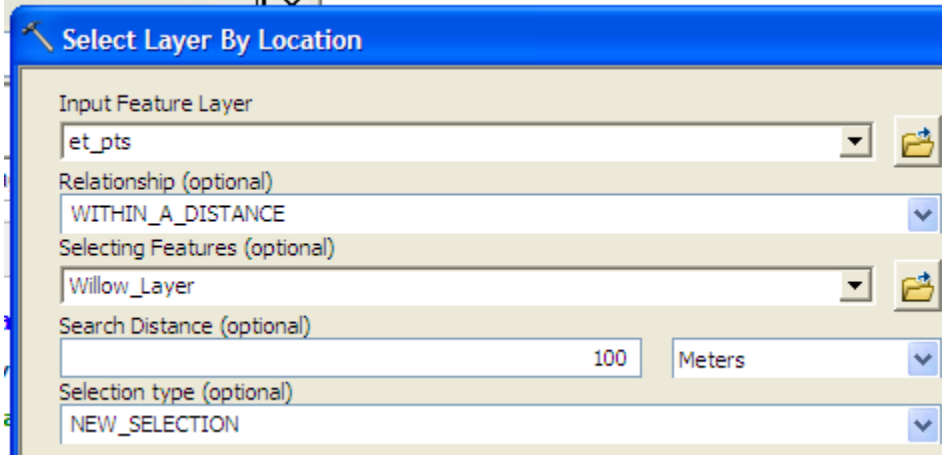 Select Layer By Location
Input Feature Layer
et_pts
Relationship (optional)
WITHIN_A_DISTANCE
Selecting Features (optional)
Willow_Layer
Search Distance (optional)
100 Meters
Selection type (optional)
NEW_SELECTION